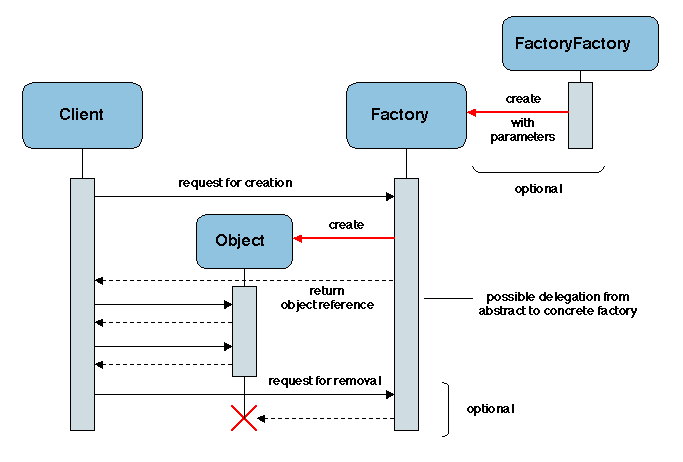 FactoryFactory
Client
Factory
create
with
parameters
optional
request for creation
Object
create
return
object reference
possible delegation from
abstract to concrete factory
request for removal
optional